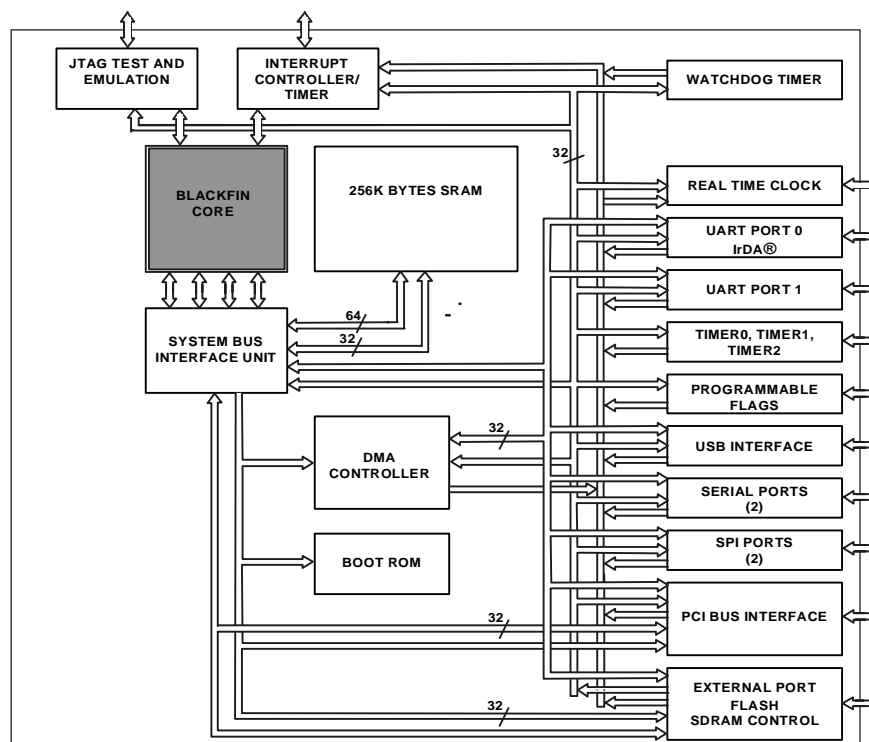 JTAG TEST AND
EMULATION
INTERRUPT
CONTROLLER/
TIMER
WATCHDOG TIMER
32
BLACKFIN
CORE
256K BYTES SRAM
REAL TIME CLOCK
UART PORT 0
IrDA®
UART PORT 1
SYSTEM BUS
INTERFACE UNIT
64
32
TIMER0, TIMER1,
TIMER2
PROGRAMMABLE
FLAGS
DMA
CONTROLLER
32
USB INTERFACE
SERIAL PORTS
(2)
BOOT ROM
SPI PORTS
(2)
32
PCI BUS INTERFACE
32
EXTERNAL PORT
FLASH
SDRAM CONTROL